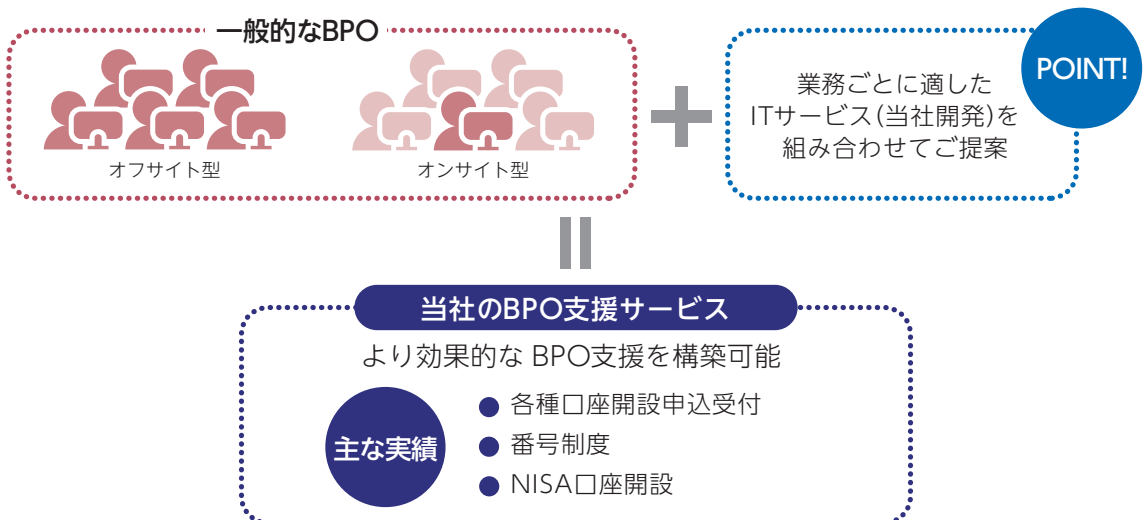 一般的なBPO
オフサイト型
オンサイト型
POINT!
業務ごとに適した
ITサービス(当社開発)を
組み合わせてご提案
当社のBPO支援サービス
より効果的な BPO支援を構築可能
主な実績
各種口座開設申込受付
番号制度
NISA口座開設